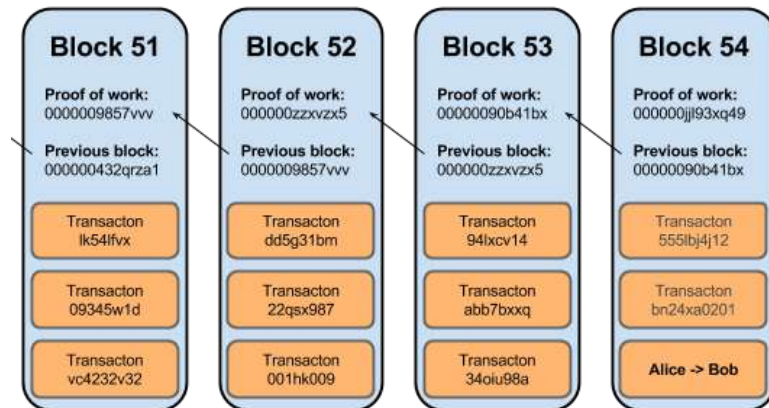 Block 51
Proof of work:
0000009857vvv
Previous block:
000000432qrza1
Transacton
lk54lfvx
Transacton
09345w1d
Transacton
vc4232v32
Block 52
Proof of work:
000000zzxvzx5
Previous block:
0000009857vvv
Transacton
dd5g31bm
Transacton
22qsx987
Transacton
001hk009
Block 53
Proof of work:
00000090b41bx
Previous block:
000000zzxvzx5
Transacton
94lxcv14
Transacton
abb7bxxq
Transacton
34oiu98a
Block 54
Proof of work:
000000jjl93xq49
Previous block:
00000090b41bx
Transacton
555lbj4j12
Transacton
bn24xa0201
Alice -> Bob